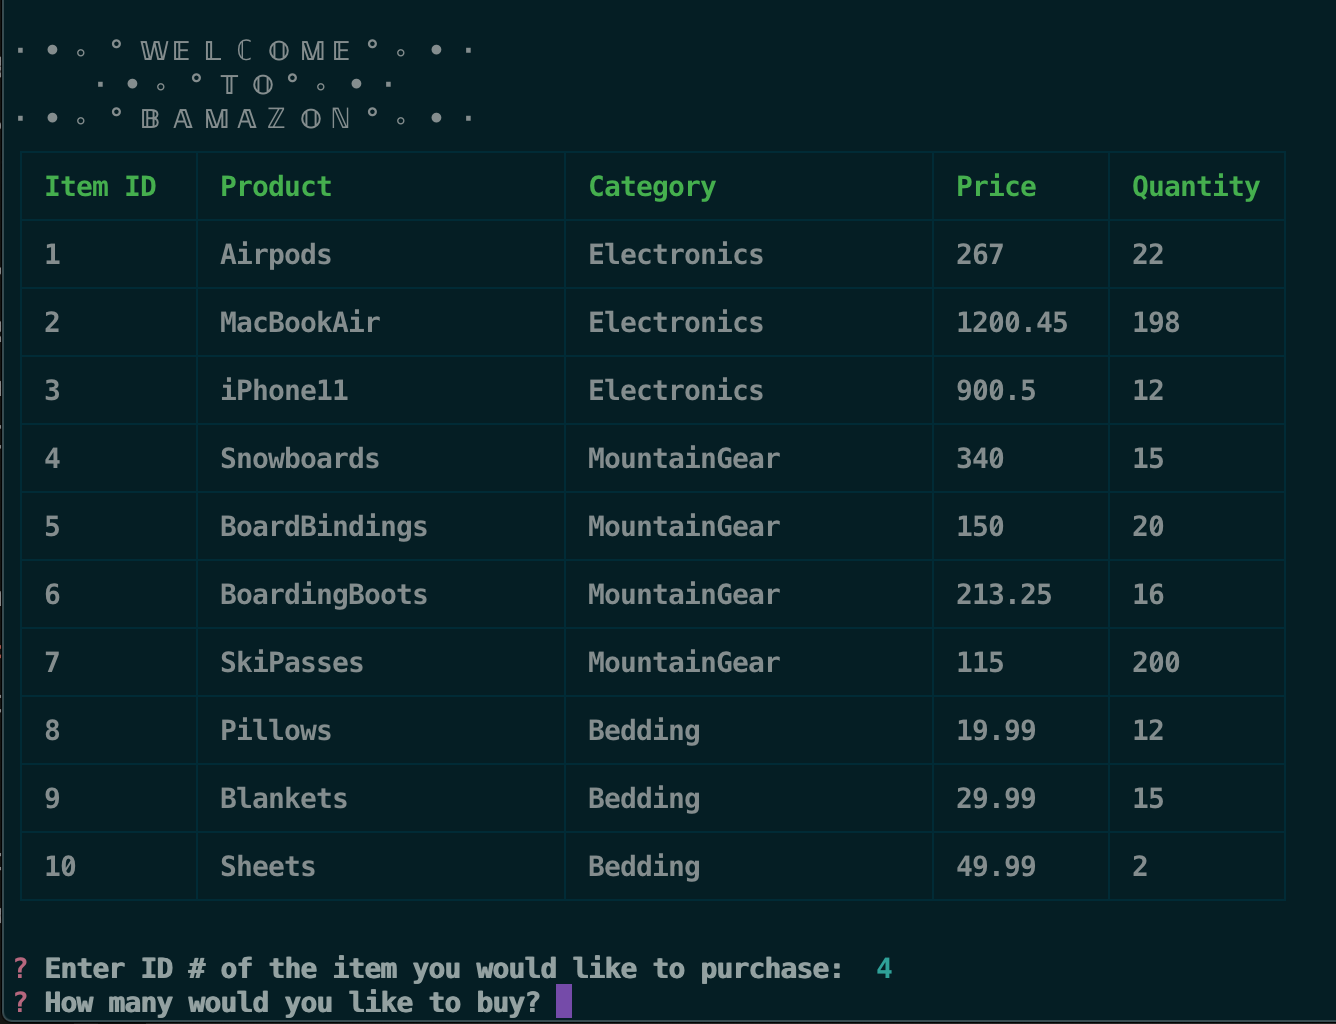 · • ◦ ° 𝕎𝔼𝕃ℂ𝕆𝕄𝔼° ◦ • ·
· • ◦ °𝕋𝕆° ◦ • ·
· • ◦ °𝔹𝔸𝕄𝔸ℤ𝕆ℕ° ◦ • ·
Item ID Product Category Price Quantity
1 Airpods Electronics 267 22
2 MacBookAir Electronics 1200.45 198
3 iPhone11 Electronics 900.5 12
4 Snowboards MountainGear 340 15
5 BoardBindings MountainGear 150 20
6 BoardingBoots MountainGear 213.25 16
7 SkiPasses MountainGear 115 200
8 Pillows Bedding 19.99 12
9 Blankets Bedding 29.99 15
10 Sheets Bedding 49.99 2
? Enter ID # of the item you would like to purchase: 4
? How many would you like to buy?